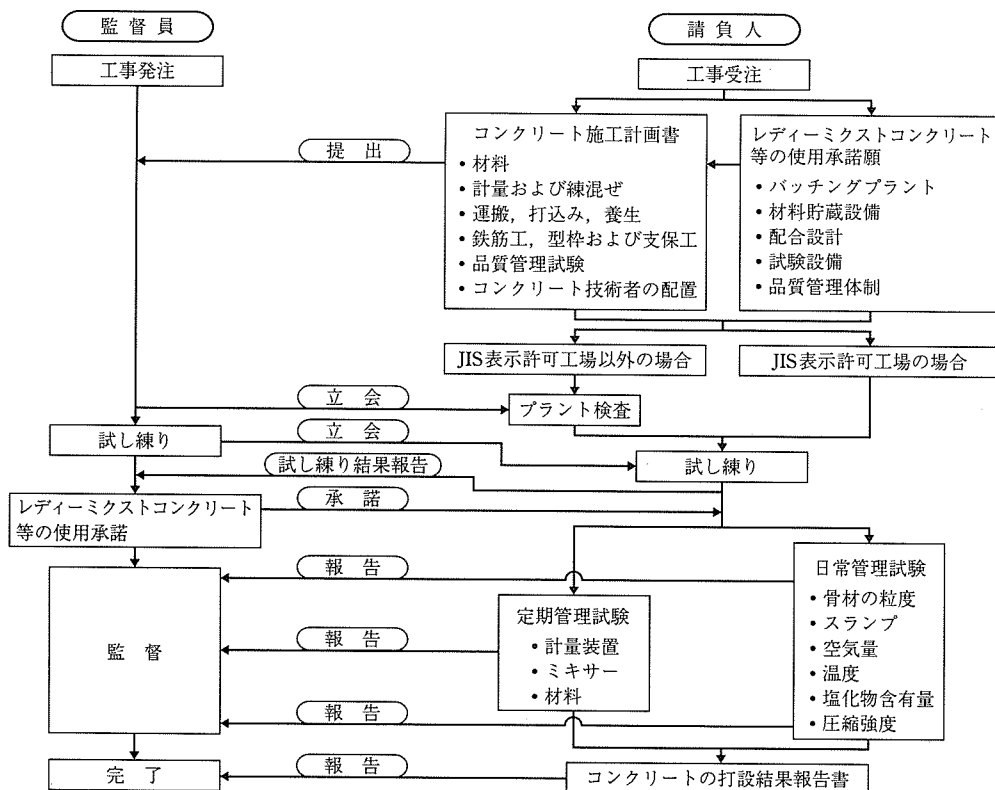 監督員
請負人
工事発注
工事受注
コンクリート施工計画書
• 材料
• 計量および練混ぜ
• 運搬，打込み，養生
• 鉄筋工，型枠および支保工
• 品質管理試験
• コンクリート技術者の配置
レディーミクストコンクリート
等の使用承諾願
• バッチングプラント
• 材料貯蔵設備
• 配合設計
• 試験設備
• 品質管理体制
提出
JIS表示許可工場以外の場合
JIS表示許可工場の場合
立会
プラント検査
試し練り
立会
試し練り
試し練り結果報告
レディーミクストコンクリート
等の使用承諾
承諾
報告
日常管理試験
• 骨材の粒度
• スランプ
• 空気量
• 温度
• 塩化物含有量
• 圧縮強度
定期管理試験
• 計量装置
• ミキサー
• 材料
監督
報告
報告
完了
報告
コンクリートの打設結果報告書